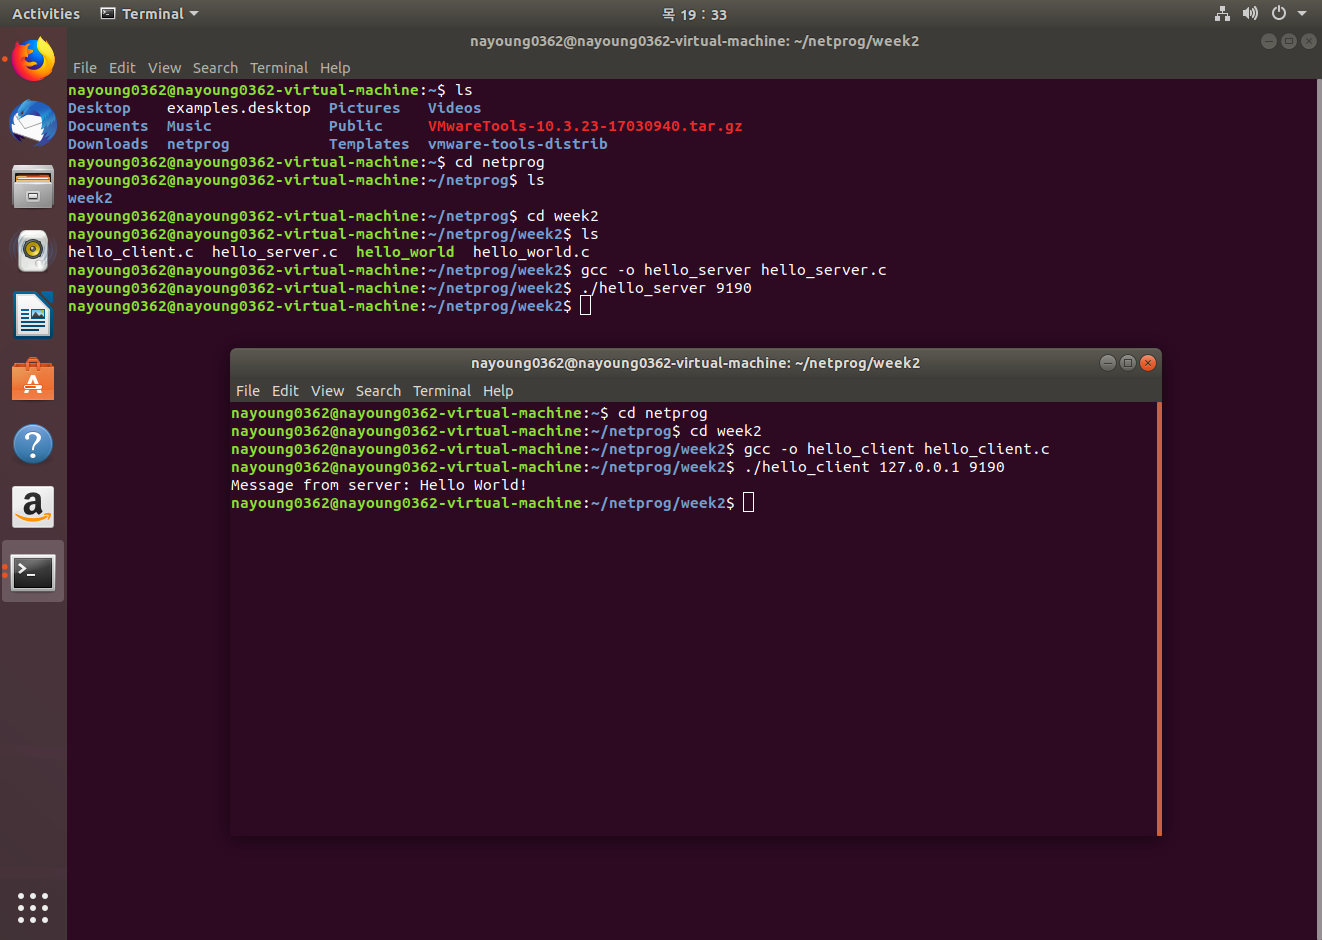 Activities Terminal 목 19 : 33
nayoung0362@nayoung0362-virtual-machine: ~/netprog/week2
File Edit View Search Terminal Help
nayoung0362@nayoung0362-virtual-machine:~$ ls
Desktop examples.desktop Pictures Videos
Documents Music Public VMwareTools-10.3.23-17030940.tar.gz
Downloads netprog Templates vmware-tools-distrib
nayoung0362@nayoung0362-virtual-machine:~$ cd netprog
nayoung0362@nayoung0362-virtual-machine:~/netprog$ ls
week2
nayoung0362@nayoung0362-virtual-machine:~/netprog$ cd week2
nayoung0362@nayoung0362-virtual-machine:~/netprog/week2$ ls
hello_client.c hello_server.c hello_world hello_world.c
nayoung0362@nayoung0362-virtual-machine:~/netprog/week2$ gcc -o hello_server hello_server.c
nayoung0362@nayoung0362-virtual-machine:~/netprog/week2$ ./hello_server 9190
nayoung0362@nayoung0362-virtual-machine:~/netprog/week2$
nayoung0362@nayoung0362-virtual-machine: ~/netprog/week2
File Edit View Search Terminal Help
nayoung0362@nayoung0362-virtual-machine:~$ cd netprog
nayoung0362@nayoung0362-virtual-machine:~/netprog$ cd week2
nayoung0362@nayoung0362-virtual-machine:~/netprog/week2$ gcc -o hello_client hello_client.c
nayoung0362@nayoung0362-virtual-machine:~/netprog/week2$ ./hello_client 127.0.0.1 9190
Message from server: Hello World!
nayoung0362@nayoung0362-virtual-machine:~/netprog/week2$